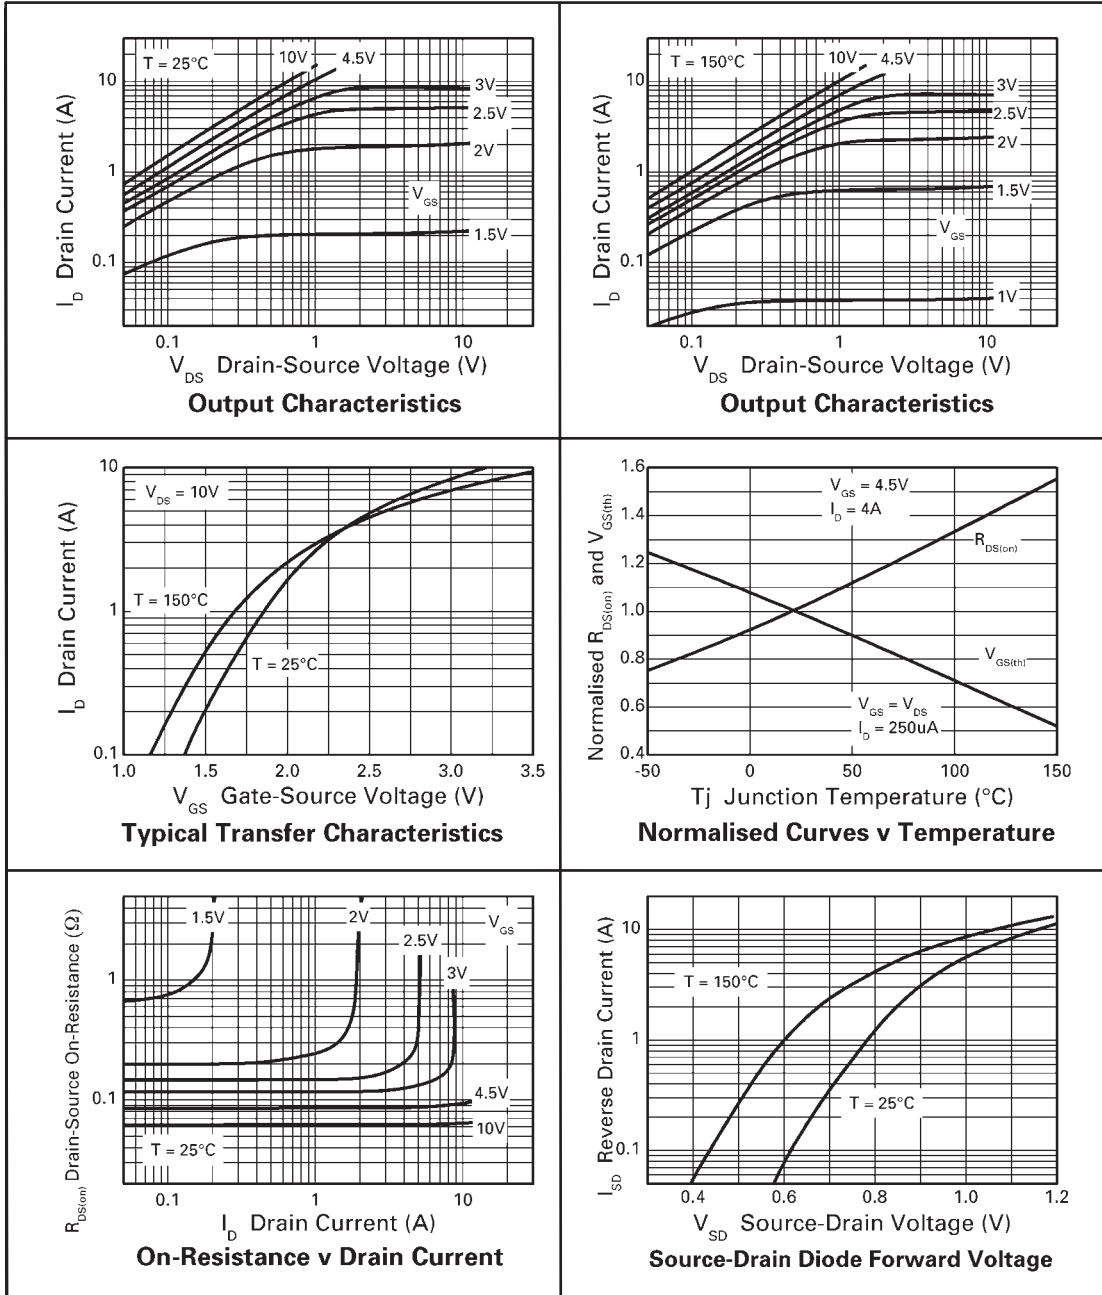 T = 25°C
10V
4.5V
3V
2.5V
2V
V_GS
1.5V
10
1
0.1
I_D Drain Current (A)
0.1
1
10
V_DS Drain-Source Voltage (V)
Output Characteristics
T = 150°C
10V
4.5V
3V
2.5V
2V
1.5V
V_GS
1V
10
1
0.1
I_D Drain Current (A)
0.1
1
10
V_DS Drain-Source Voltage (V)
Output Characteristics
10
1
0.1
I_D Drain Current (A)
V_DS = 10V
T = 150°C
T = 25°C
1.0
1.5
2.0
2.5
3.0
3.5
V_GS Gate-Source Voltage (V)
Typical Transfer Characteristics
1.6
1.4
1.2
1.0
0.8
0.6
0.4
Normalised R_DS(on) and V_GS(th)
V_GS = 4.5V
I_D = 4A
R_DS(on)
V_GS(th)
V_GS = V_DS
I_D = 250uA
-50
0
50
100
150
Tj Junction Temperature (°C)
Normalised Curves v Temperature
R_DS(on) Drain-Source On-Resistance (Ω)
1
0.1
1.5V
2V
V_GS
2.5V
3V
4.5V
10V
T = 25°C
0.1
1
10
I_D Drain Current (A)
On-Resistance v Drain Current
I_SD Reverse Drain Current (A)
10
1
0.1
T = 150°C
T = 25°C
0.4
0.6
0.8
1.0
1.2
V_SD Source-Drain Voltage (V)
Source-Drain Diode Forward Voltage